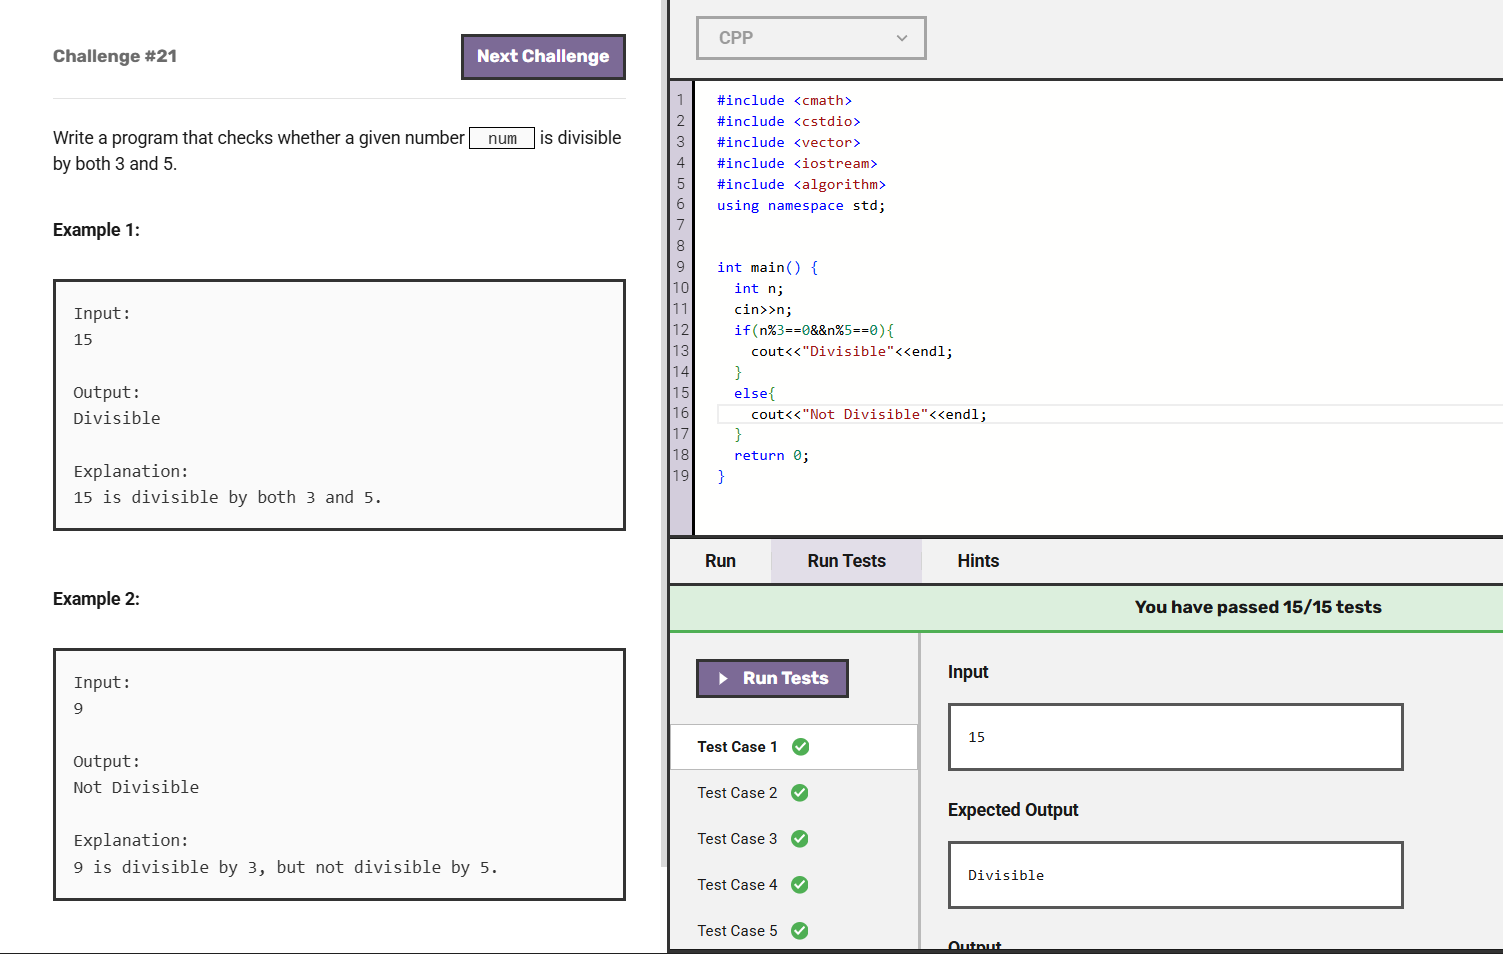 Challenge #21
Next Challenge
Write a program that checks whether a given number num is divisible
by both 3 and 5.
Example 1:
Input:
15
Output:
Divisible
Explanation:
15 is divisible by both 3 and 5.
Example 2:
Input:
9
Output:
Not Divisible
Explanation:
9 is divisible by 3, but not divisible by 5.
CPP
1 #include <cmath>
2 #include <cstdio>
3 #include <vector>
4 #include <iostream>
5 #include <algorithm>
6 using namespace std;
7
8
9 int main() {
10 int n;
11 cin>>n;
12 if(n%3==0&&n%5==0){
13 cout<<"Divisible"<<endl;
14 }
15 else{
16 cout<<"Not Divisible"<<endl;
17 }
18 return 0;
19 }
Run Run Tests Hints
You have passed 15/15 tests
Run Tests
Test Case 1
Test Case 2
Test Case 3
Test Case 4
Test Case 5
Input
15
Expected Output
Divisible
Output